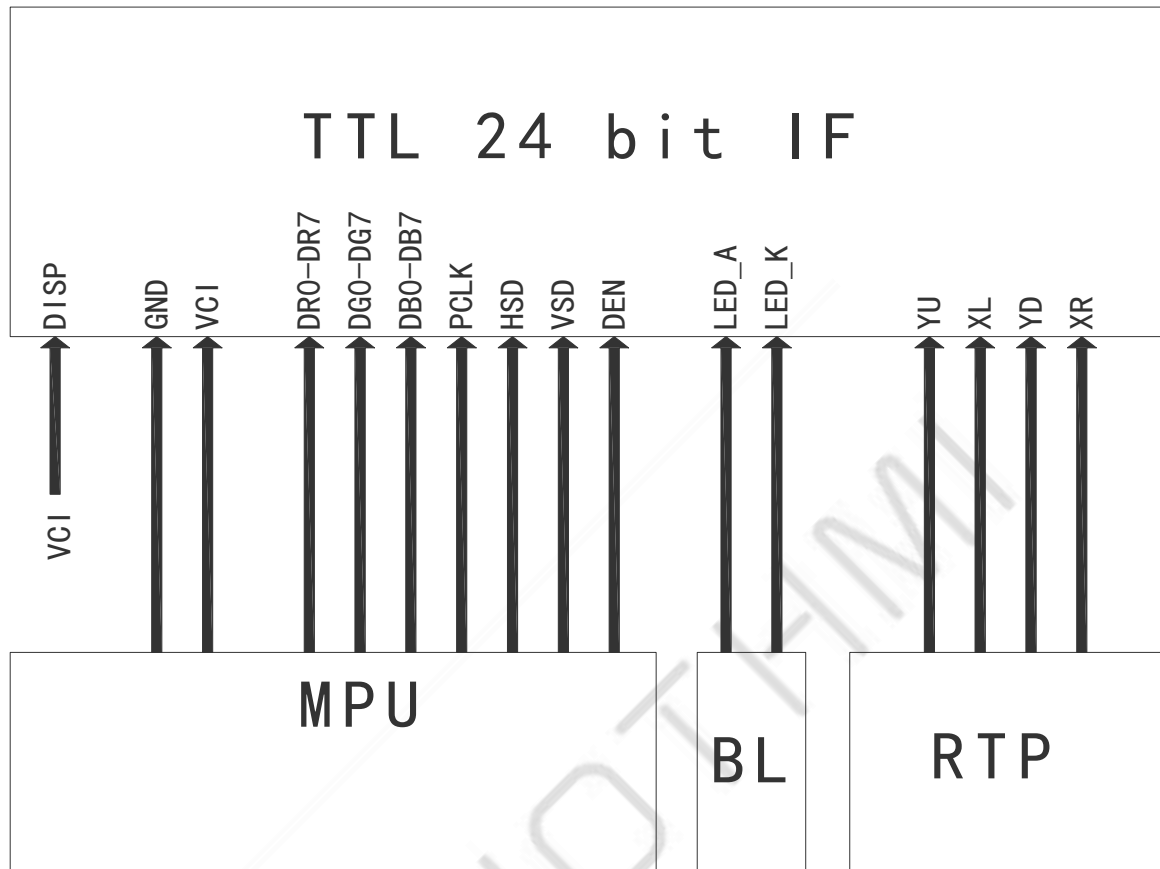 TTL 24 bit IF
DISP
GND
VCI
DR0-DR7
DG0-DG7
DB0-DB7
PCLK
HSD
VSD
DEN
LED_A
LED_K
YU
XL
YD
XR
VCI
MPU
BL
RTP
OTHMI